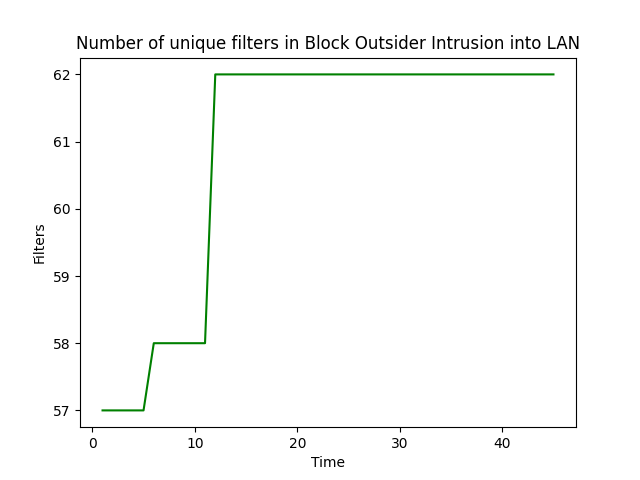 Number of unique filters in Block Outsider Intrusion into LAN
62
61
60
59
58
57
Filters
0 10 20 30 40
Time